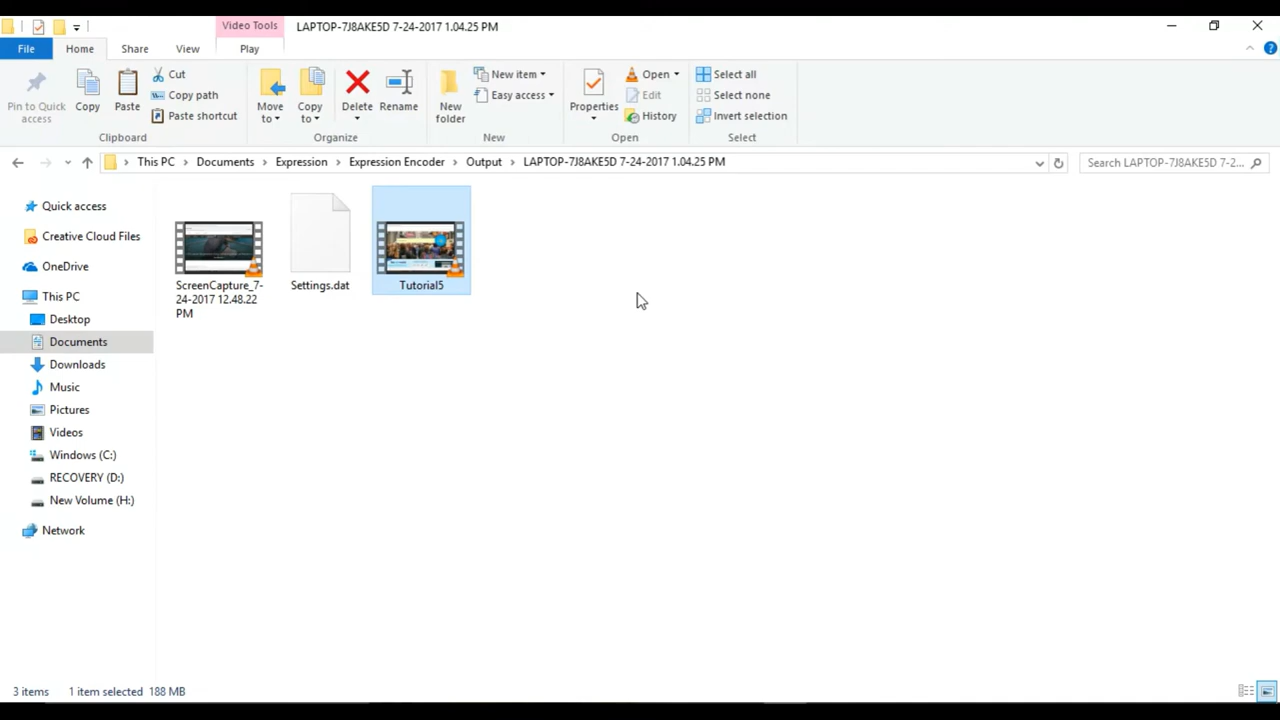 Video Tools
LAPTOP-7J8AKE5D 7-24-2017 1.04.25 PM
File
Home
Share
View
Play
Pin to Quick
access
Copy
Paste
Cut
Copy path
Paste shortcut
Clipboard
Move
to
Copy
to
Delete
Rename
Organize
New
folder
New item
Easy access
New
Properties
Open
Edit
History
Open
Select all
Select none
Invert selection
Select
This PC
Documents
Expression
Expression Encoder
Output
LAPTOP-7J8AKE5D 7-24-2017 1.04.25 PM
Search LAPTOP-7J8AKE5D 7-2...
Quick access
Creative Cloud Files
OneDrive
This PC
Desktop
Documents
Downloads
Music
Pictures
Videos
Windows (C:)
RECOVERY (D:)
New Volume (H:)
Network
ScreenCapture_7-
24-2017 12.48.22
PM
Settings.dat
Tutorial5
3 items
1 item selected
188 MB